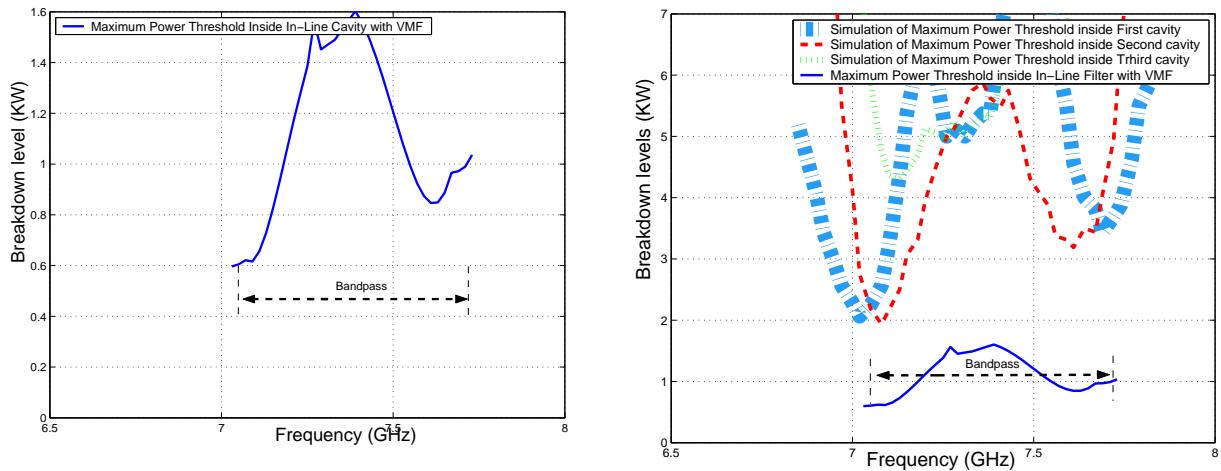 Maximum Power Threshold Inside In-Line Cavity with VMF
1.6
1.4
1.2
1
0.8
0.6
0.4
0.2
0
Breakdown level (KW)
Bandpass
6.5
7
7.5
8
Frequency (GHz)
Simulation of Maximum Power Threshold inside First cavity
Simulation of Maximum Power Threshold inside Second cavity
Simulation of Maximum Power Threshold inside Trhird cavity
Maximum Power Threshold inside In-Line Filter with VMF
7
6
5
4
3
2
1
0
Breakdown levels (KW)
Bandpass
6.5
7
7.5
8
Frequency (GHz)